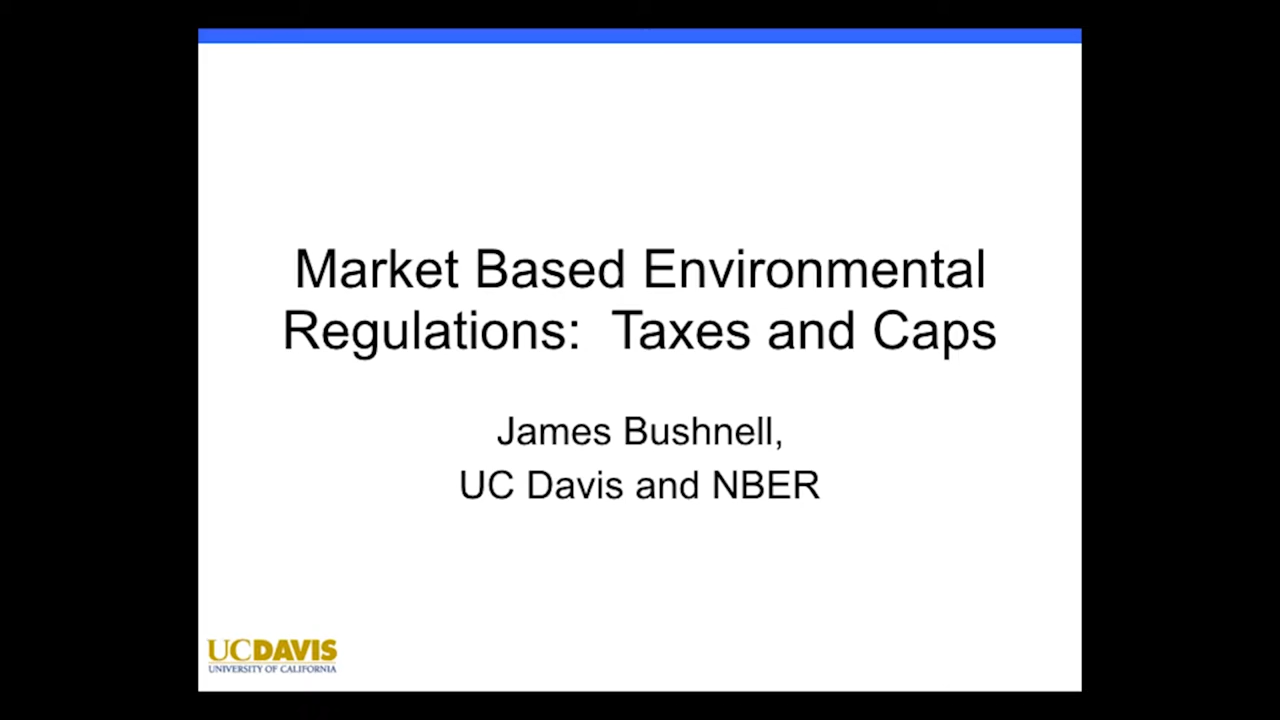 Market Based Environmental
Regulations: Taxes and Caps
James Bushnell,
UC Davis and NBER
UCDAVIS
UNIVERSITY OF CALIFORNIA